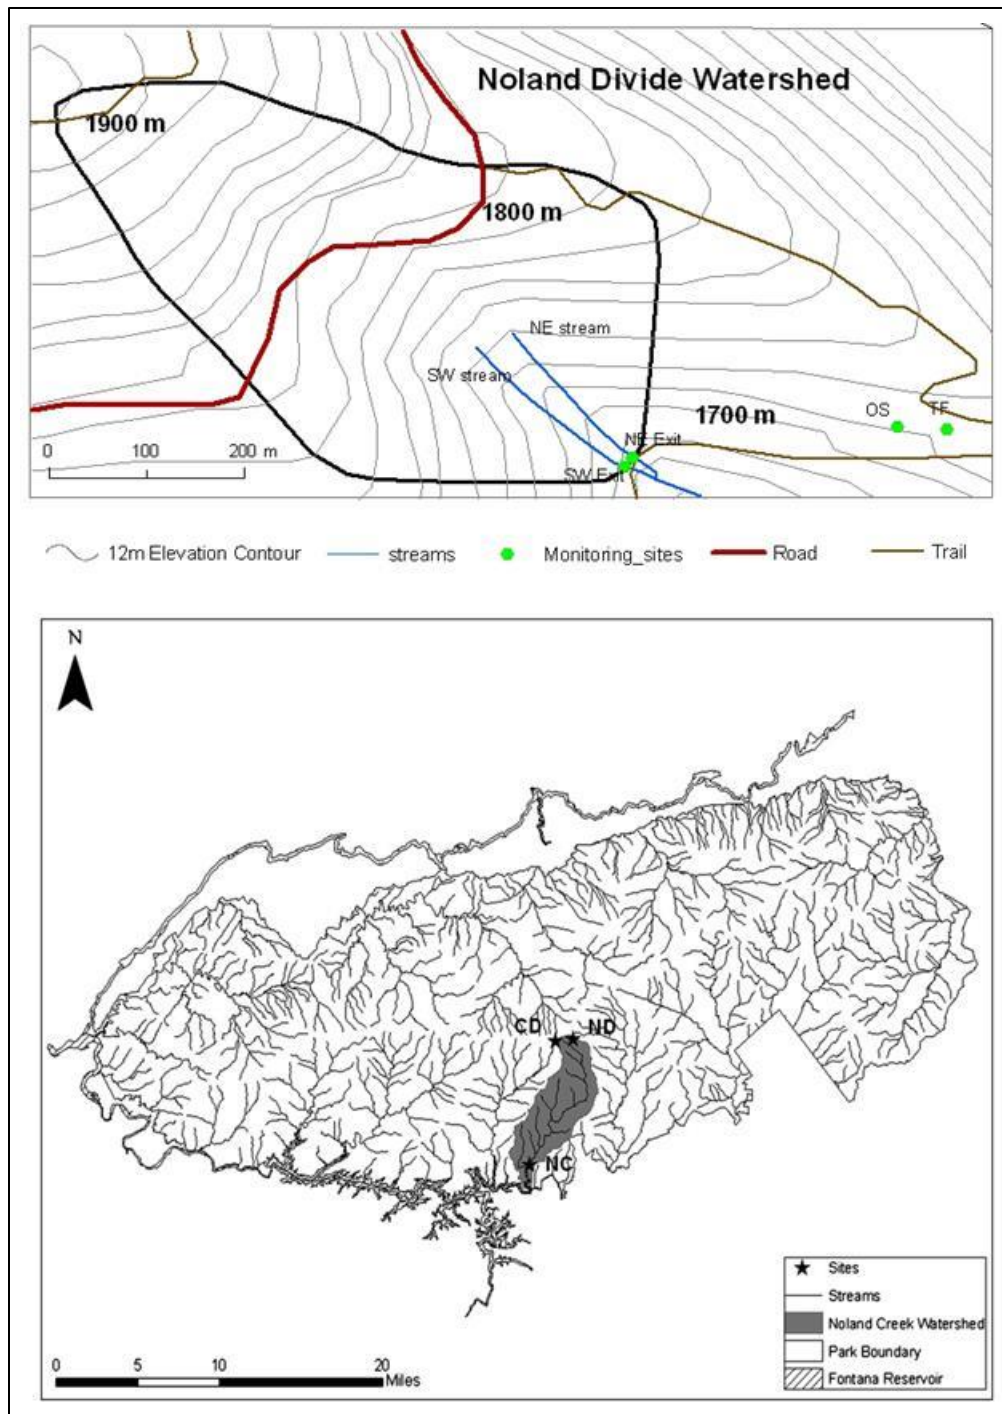 Noland Divide Watershed
1900 m
1800 m
NE stream
SW stream
1700 m
OS
TF
NE Exit
SW Exit
0 100 200 m
12m Elevation Contour
streams
Monitoring_sites
Road
Trail
N
CD
ND
NC
Sites
Streams
Noland Creek Watershed
Park Boundary
Fontana Reservoir
0 5 10 20
Miles